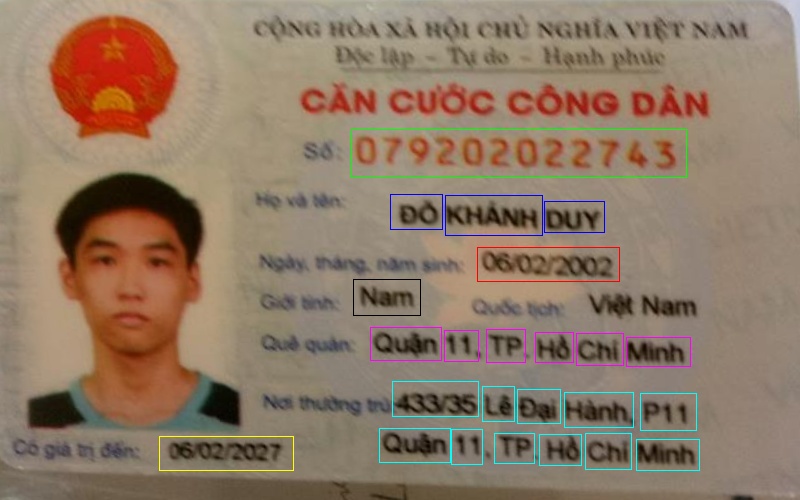 CỘNG HÒA XÃ HỘI CHỦ NGHĨA VIỆT NAM
Độc lập - Tự do - Hạnh phúc
CĂN CƯỚC CÔNG DÂN
Số: 079202022743
Họ và tên: ĐỖ KHÁNH DUY
Ngày, tháng, năm sinh: 06/02/2002
Giới tính: Nam Quốc tịch: Việt Nam
Quê quán: Quận 11, TP. Hồ Chí Minh
Nơi thường trú: 433/35 Lê Đại Hành, P11
Quận 11, TP. Hồ Chí Minh
Có giá trị đến: 06/02/2027